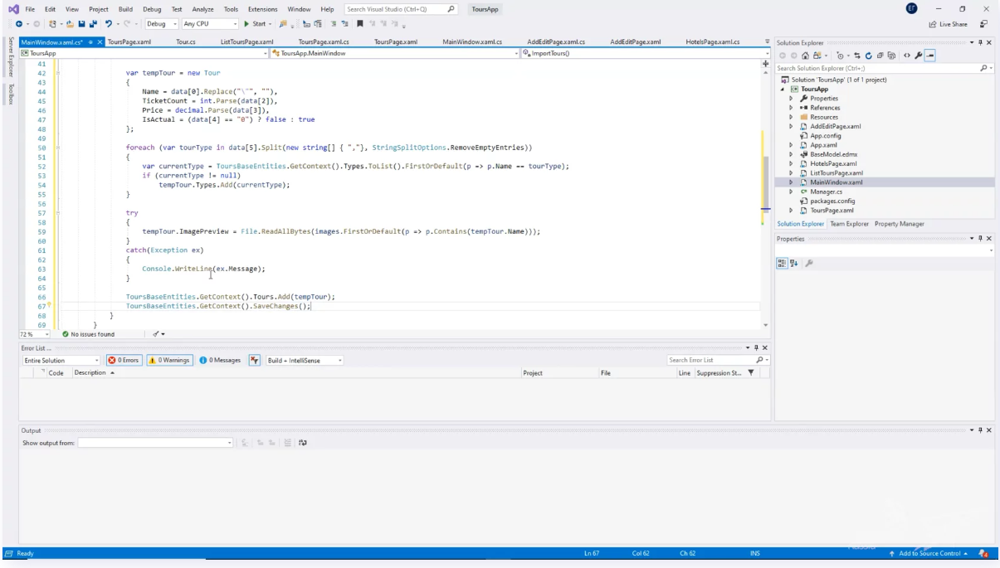 File Edit View Project Build Debug Test Analyze Tools Extensions Window Help Search Visual Studio (Ctrl+Q) ToursApp ЕГ
Debug Any CPU Start Live Share
Server Explorer
Toolbox
MainWindow.xaml.cs* ToursPage.xaml Tour.cs ListToursPage.xaml ToursPage.xaml.cs ToursPage.xaml MainWindow.xaml.cs AddEditPage.xaml.cs AddEditPage.xaml HotelsPage.xaml.cs
ToursApp ToursApp.MainWindow ImportTours()
41
42 var tempTour = new Tour
43 {
44 Name = data[0].Replace("\"", ""),
45 TicketCount = int.Parse(data[2]),
46 Price = decimal.Parse(data[3]),
47 IsActual = (data[4] == "0") ? false : true
48 };
49
50 foreach (var tourType in data[5].Split(new string[] { ","}, StringSplitOptions.RemoveEmptyEntries))
51 {
52 var currentType = ToursBaseEntities.GetContext().Types.ToList().FirstOrDefault(p => p.Name == tourType);
53 if (currentType != null)
54 tempTour.Types.Add(currentType);
55 }
56
57 try
58 {
59 tempTour.ImagePreview = File.ReadAllBytes(images.FirstOrDefault(p => p.Contains(tempTour.Name)));
60 }
61 catch(Exception ex)
62 {
63 Console.WriteLine(ex.Message);
64 }
65
66 ToursBaseEntities.GetContext().Tours.Add(tempTour);
67 ToursBaseEntities.GetContext().SaveChanges();
68 }
69 }
72 % No issues found
Error List ...
Entire Solution 0 Errors 0 Warnings 0 Messages Build + IntelliSense Search Error List
Code Description Project File Line Suppression St...
Output
Show output from:
Solution Explorer
Search Solution Explorer (Ctrl+;)
Solution 'ToursApp' (1 of 1 project)
ToursApp
Properties
References
Resources
AddEditPage.xaml
App.config
App.xaml
BaseModel.edmx
HotelsPage.xaml
ListToursPage.xaml
MainWindow.xaml
Manager.cs
packages.config
ToursPage.xaml
Solution Explorer Team Explorer Property Manager
Properties
Ready Ln 67 Col 62 Ch 62 INS Add to Source Control 4